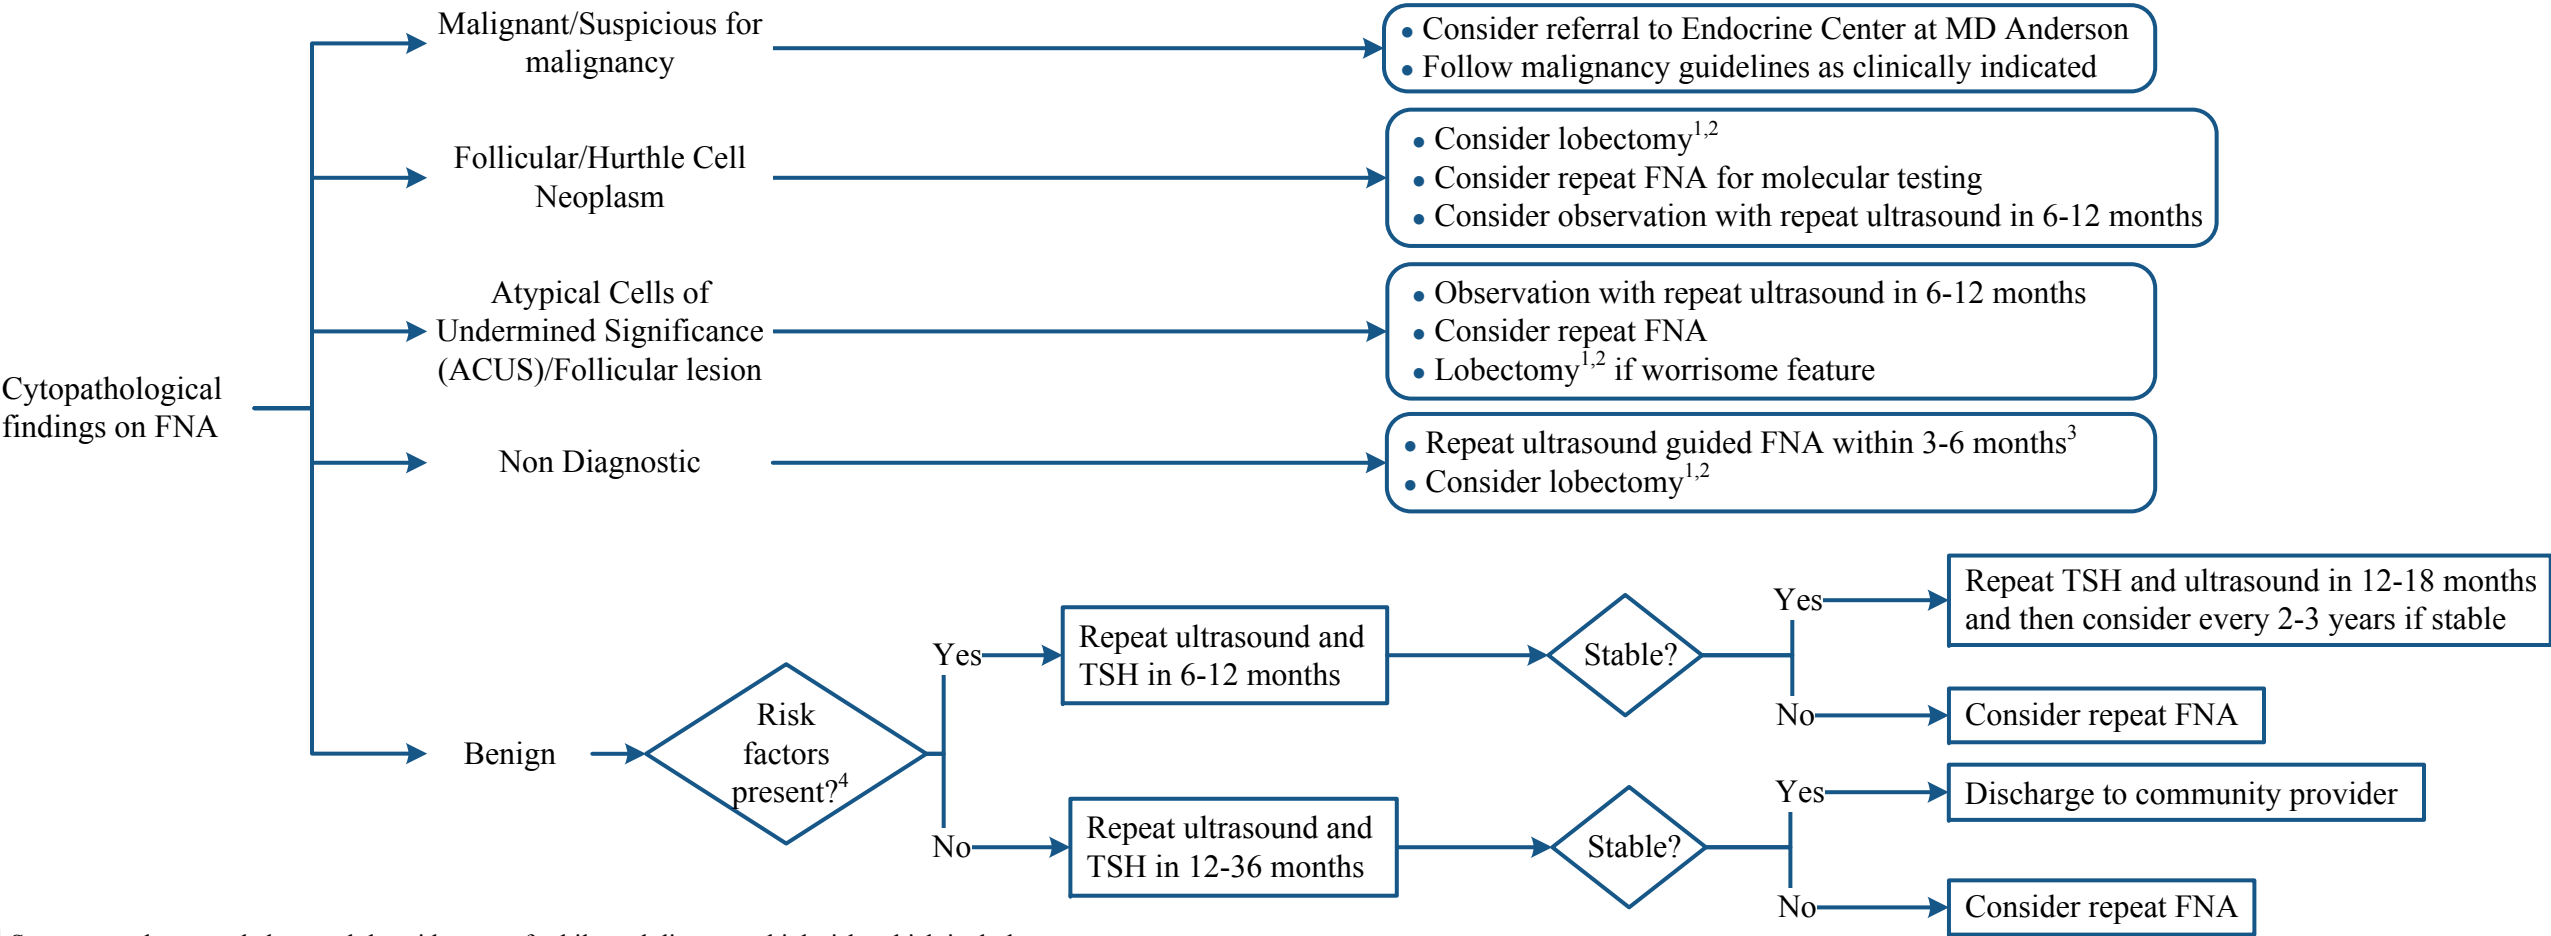 Malignant/Suspicious for
malignancy
• Consider referral to Endocrine Center at MD Anderson
• Follow malignancy guidelines as clinically indicated
Follicular/Hurthle Cell
Neoplasm
• Consider lobectomy1,2
• Consider repeat FNA for molecular testing
• Consider observation with repeat ultrasound in 6-12 months
Atypical Cells of
Undermined Significance
(ACUS)/Follicular lesion
• Observation with repeat ultrasound in 6-12 months
• Consider repeat FNA
• Lobectomy1,2 if worrisome feature
Cytopathological
findings on FNA
Non Diagnostic
• Repeat ultrasound guided FNA within 3-6 months3
• Consider lobectomy1,2
Benign
Risk
factors
present?4
Yes
Repeat ultrasound and
TSH in 6-12 months
Stable?
Yes
Repeat TSH and ultrasound in 12-18 months
and then consider every 2-3 years if stable
No
Consider repeat FNA
No
Repeat ultrasound and
TSH in 12-36 months
Stable?
Yes
Discharge to community provider
No
Consider repeat FNA